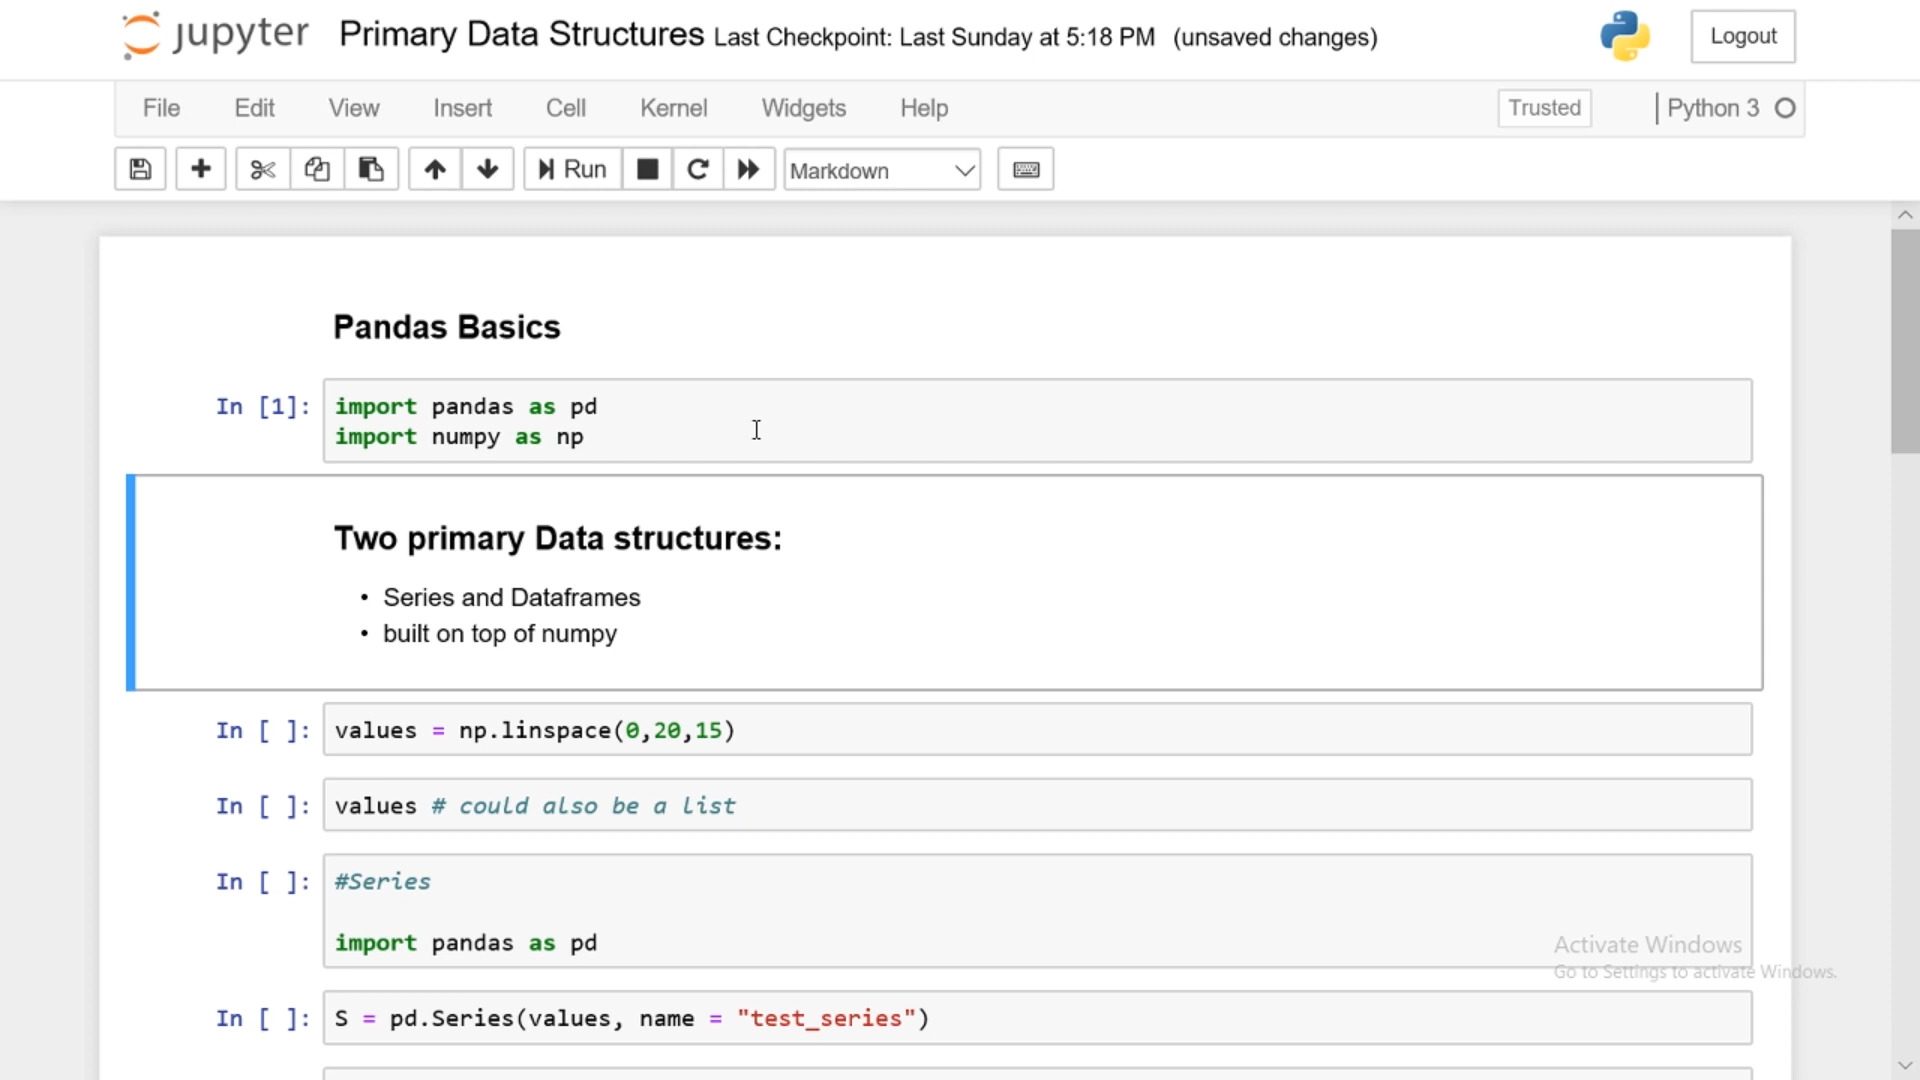 jupyter Primary Data Structures Last Checkpoint: Last Sunday at 5:18 PM (unsaved changes) Logout
File Edit View Insert Cell Kernel Widgets Help Trusted Python 3
Run Markdown
Pandas Basics
In [1]: import pandas as pd
import numpy as np
Two primary Data structures:
• Series and Dataframes
• built on top of numpy
In [ ]: values = np.linspace(0,20,15)
In [ ]: values # could also be a list
In [ ]: #Series
import pandas as pd
Activate Windows
Go to Settings to activate Windows.
In [ ]: S = pd.Series(values, name = "test_series")